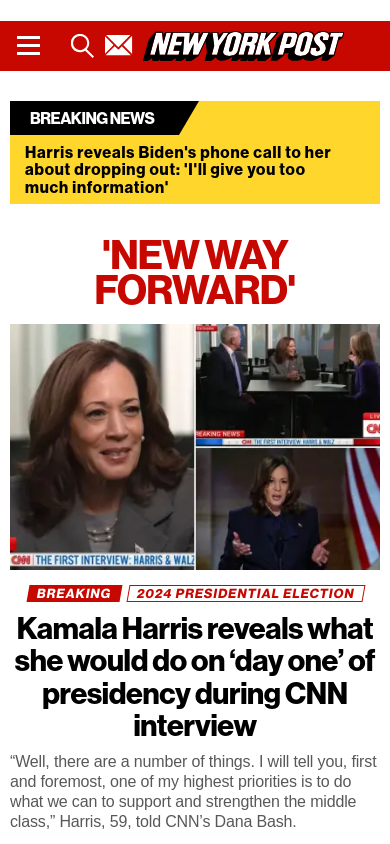 NEW YORK POST
BREAKING NEWS
Harris reveals Biden's phone call to her
about dropping out: 'I'll give you too
much information'
'NEW WAY
FORWARD'
CNN THE FIRST INTERVIEW: HARRIS & WALZ
LIVE
CNN
BREAKING NEWS
CNN THE FIRST INTERVIEW: HARRIS & WALZ
BREAKING 2024 PRESIDENTIAL ELECTION
Kamala Harris reveals what
she would do on ‘day one’ of
presidency during CNN
interview
“Well, there are a number of things. I will tell you, first
and foremost, one of my highest priorities is to do
what we can to support and strengthen the middle
class,” Harris, 59, told CNN’s Dana Bash.